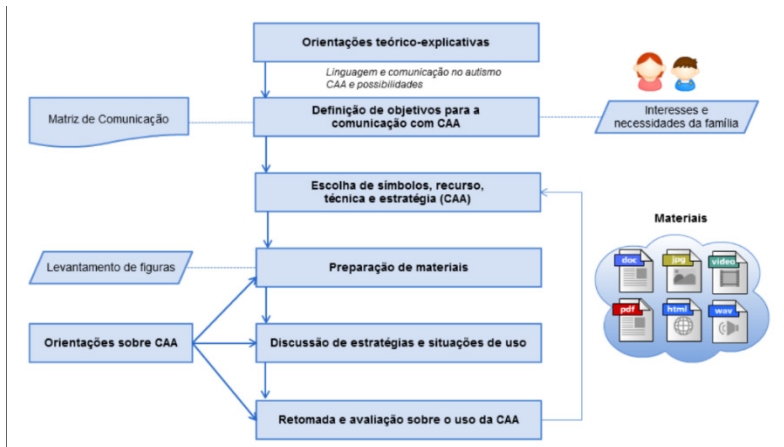 Orientações teórico-explicativas
Linguagem e comunicação no autismo
CAA e possibilidades
Matriz de Comunicação
Definição de objetivos para a
comunicação com CAA
Interesses e
necessidades da família
Escolha de símbolos, recurso,
técnica e estratégia (CAA)
Materiais
Levantamento de figuras
Preparação de materiais
doc
jpg
video
pdf
html
wav
Orientações sobre CAA
Discussão de estratégias e situações de uso
Retomada e avaliação sobre o uso da CAA